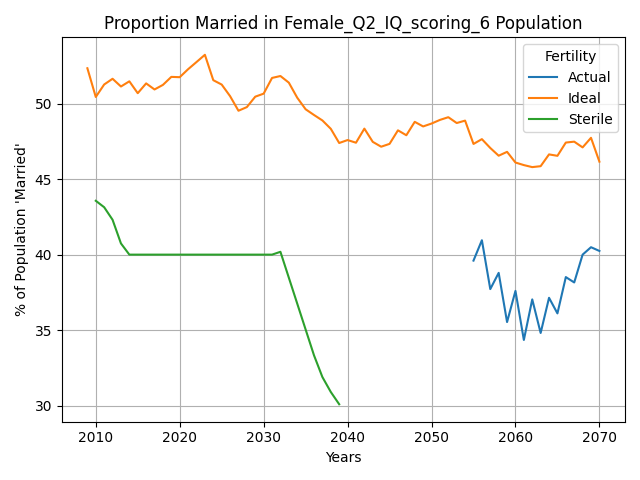 Proportion Married in Female_Q2_IQ_scoring_6 Population
Fertility
Actual
Ideal
Sterile
% of Population 'Married'
50
45
40
35
30
2010 2020 2030 2040 2050 2060 2070
Years